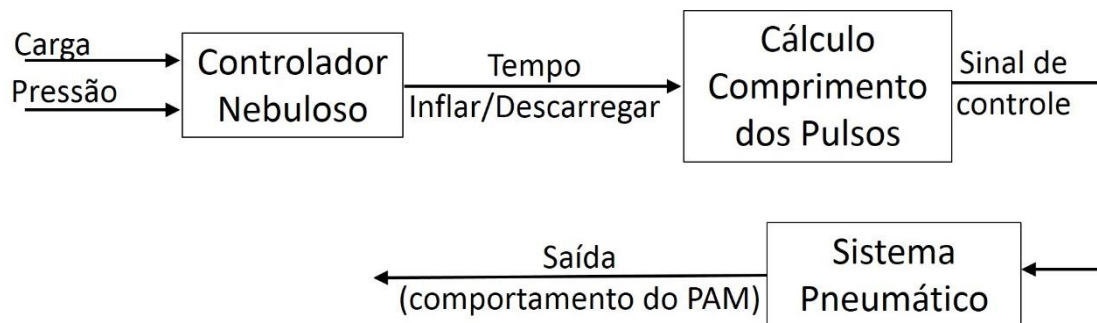 Carga
Pressão
Controlador
Nebuloso
Tempo
Inflar/Descarregar
Cálculo
Comprimento
dos Pulsos
Sinal de
controle
Saída
(comportamento do PAM)
Sistema
Pneumático